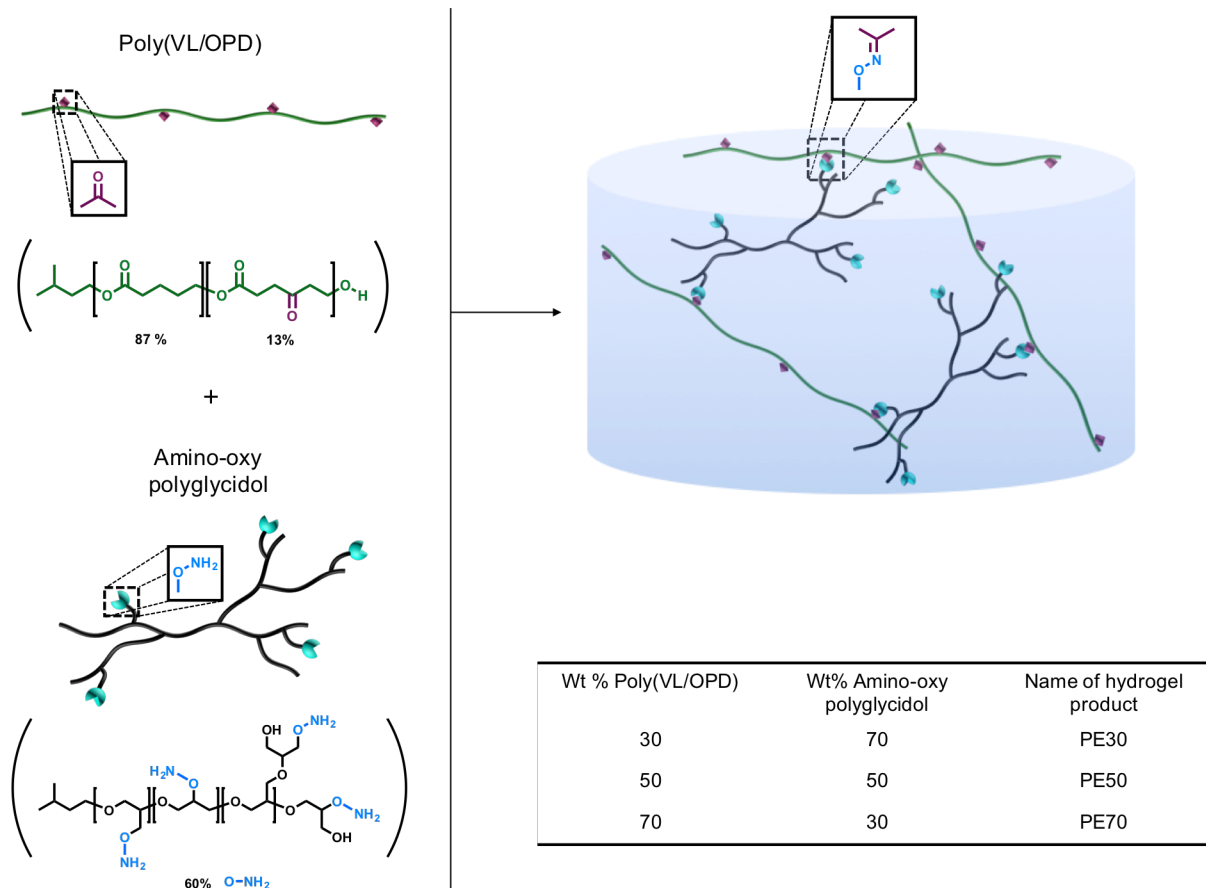 Poly(VL/OPD)
O
O
O
O
O
O
O
H
87 %
13%
+
Amino-oxy
polyglycidol
O
NH2
OH
O
NH2
O
H2N
O
O
O
O
O
O
NH2
O
NH2
OH
60% O–NH2
O
N
Wt % Poly(VL/OPD)
Wt% Amino-oxy
polyglycidol
Name of hydrogel
product
30
70
PE30
50
50
PE50
70
30
PE70